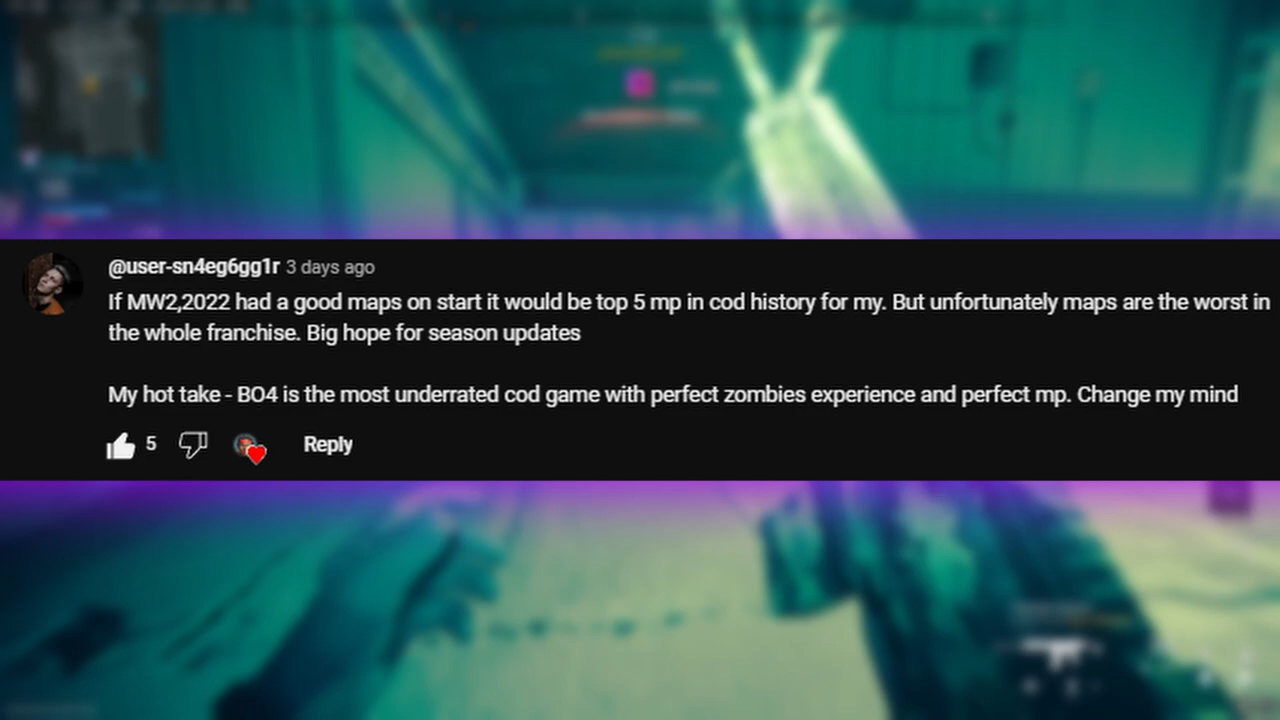 @user-sn4eg6gg1r 3 days ago
If MW2,2022 had a good maps on start it would be top 5 mp in cod history for my. But unfortunately maps are the worst in
the whole franchise. Big hope for season updates
My hot take - BO4 is the most underrated cod game with perfect zombies experience and perfect mp. Change my mind
5 Reply